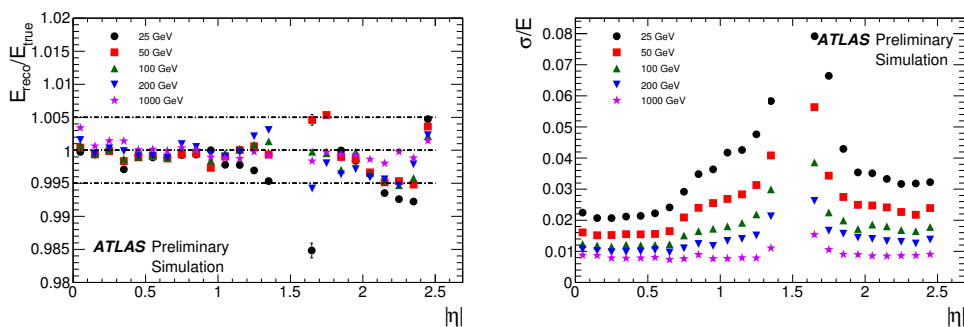 E_reco/E_true
1.02
1.015
1.01
1.005
1
0.995
0.99
0.985
0.98
25 GeV
50 GeV
100 GeV
200 GeV
1000 GeV
ATLAS Preliminary
Simulation
0 0.5 1 1.5 2 2.5
|η|
σ/E
0.08
0.07
0.06
0.05
0.04
0.03
0.02
0.01
0
25 GeV
50 GeV
100 GeV
200 GeV
1000 GeV
ATLAS Preliminary
Simulation
0 0.5 1 1.5 2 2.5
|η|